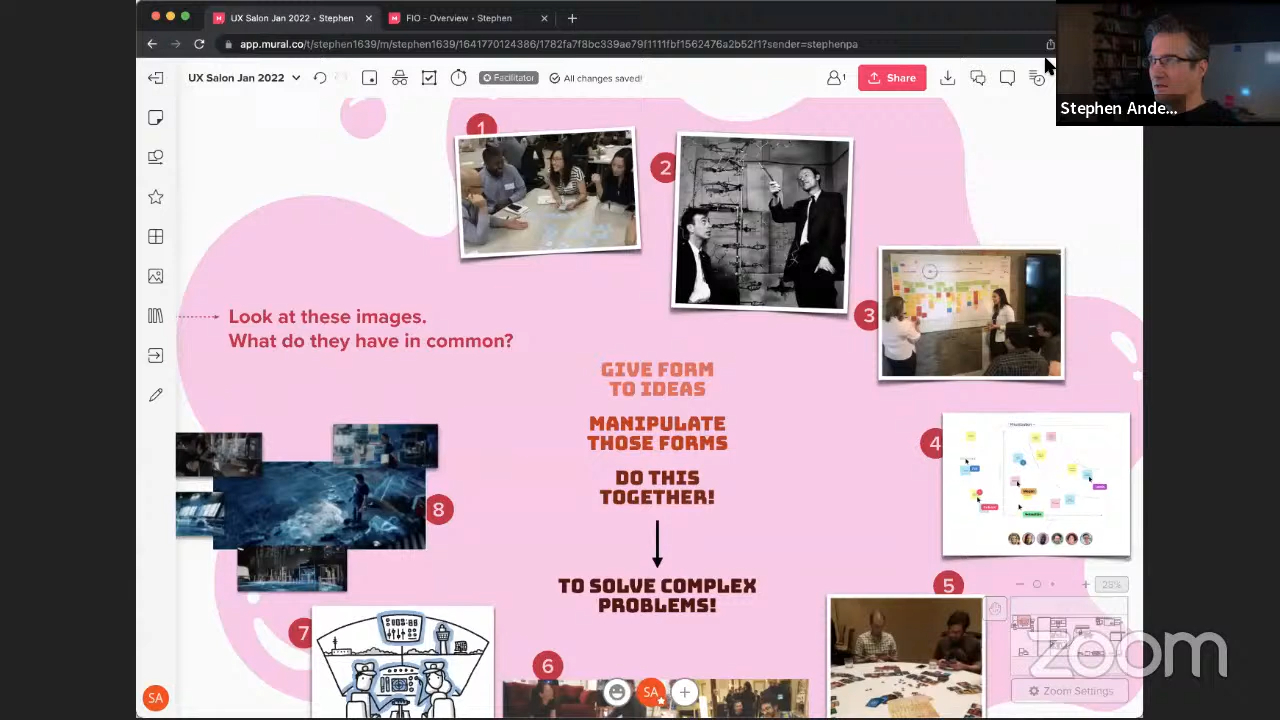 UX Salon Jan 2022 • Stephen
FIO - Overview • Stephen
app.mural.co/t/stephen1639/m/stephen1639/1641770124386/1782fa7f8bc339ae79f1111fbf1562476a2b52f1?sender=stephenpa
UX Salon Jan 2022
Facilitator
All changes saved!
1
Share
Stephen Ande...
1
2
3
Look at these images.
What do they have in common?
GIVE FORM
TO IDEAS
MANIPULATE
THOSE FORMS
DO THIS
TOGETHER!
TO SOLVE COMPLEX
PROBLEMS!
4
8
5
28%
7
6
SA
SA
zoom
Zoom Settings